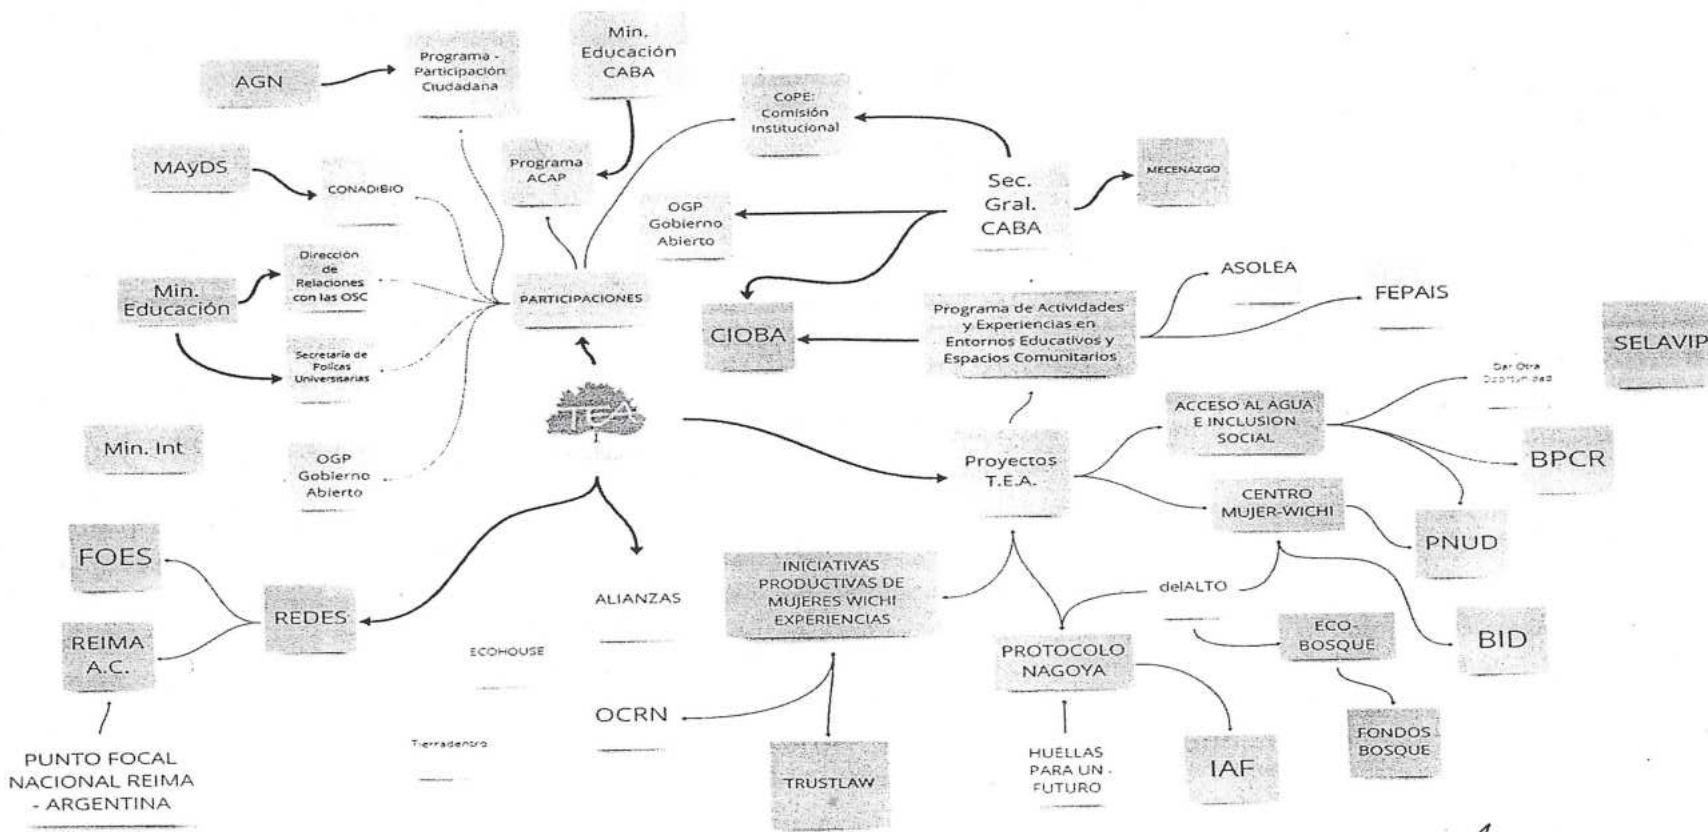 AGN
Programa -
Participación
Ciudadana
Min.
Educación
CABA
CoPE:
Comisión
Institucional
MAyDS
CONADIBIO
Programa
ACAP
OGP
Gobierno
Abierto
Sec.
Gral.
CABA
MECENAZGO
Dirección
de
Relaciones
con las OSC
Min.
Educación
PARTICIPACIONES
CIOBA
Programa de Actividades
y Experiencias en
Entornos Educativos y
Espacios Comunitarios
ASOLEA
FEPAIS
SELAVIP
Secretaría de
Polícas
Universitarias
TEA
Dar Otra
Oportunidad
ACCESO AL AGUA
E INCLUSION
SOCIAL
BPCR
Min. Int
OGP
Gobierno
Abierto
Proyectos
T.E.A.
CENTRO
MUJER-WICHI
PNUD
FOES
REDES
REIMA
A.C.
ALIANZAS
INICIATIVAS
PRODUCTIVAS DE
MUJERES WICHI
EXPERIENCIAS
delALTO
ECO-
BOSQUE
BID
ECOHOUSE
PROTOCOLO
NAGOYA
OCRN
Tierradentro
TRUSTLAW
HUELLAS
PARA UN
FUTURO
IAF
FONDOS
BOSQUE
PUNTO FOCAL
NACIONAL REIMA
- ARGENTINA